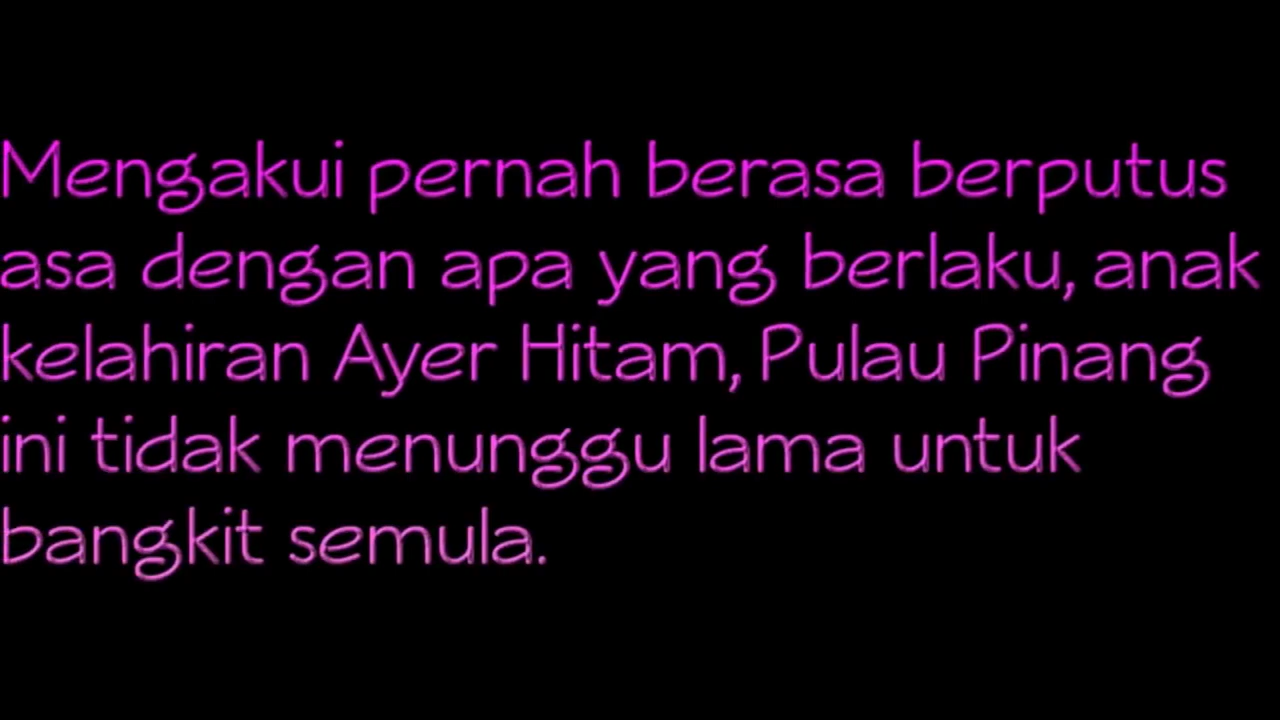 Mengakui pernah berasa berputus
asa dengan apa yang berlaku, anak
kelahiran Ayer Hitam, Pulau Pinang
ini tidak menunggu lama untuk
bangkit semula.